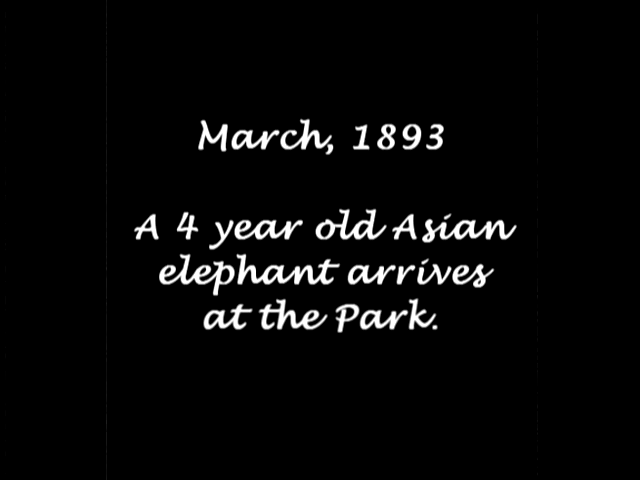 March, 1893
A 4 year old Asian
elephant arrives
at the Park.